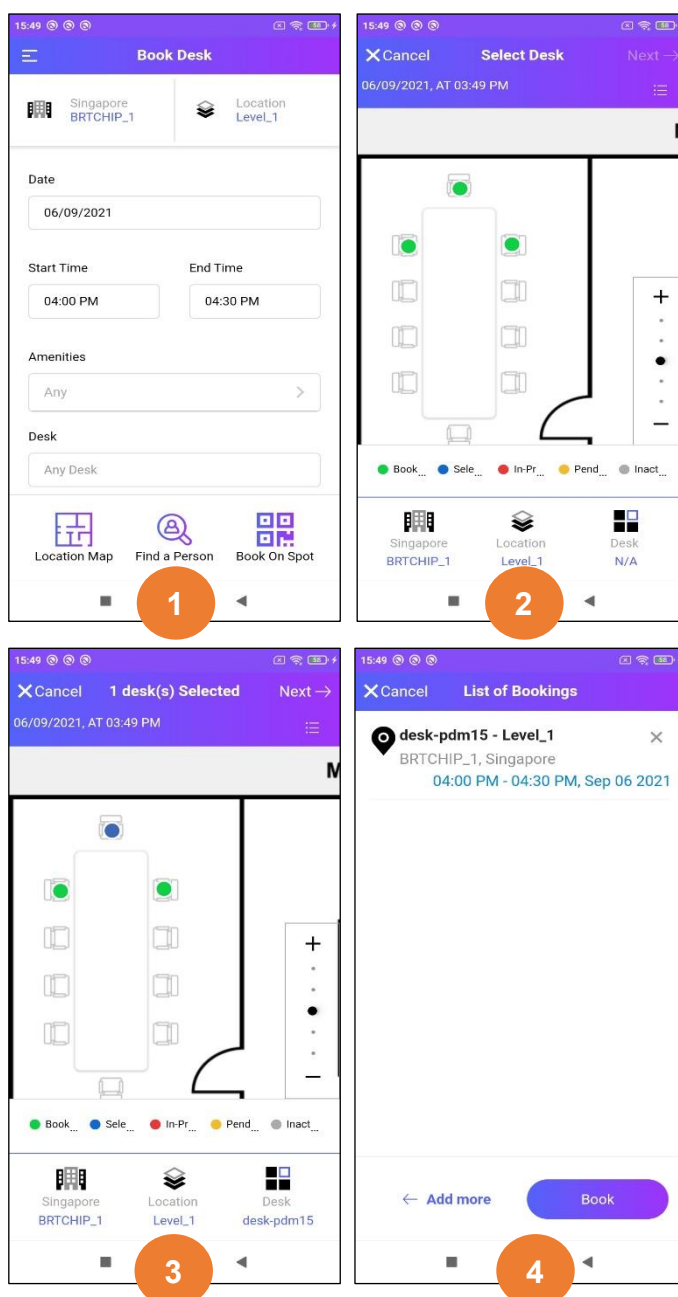 15:49
58
Book Desk
Singapore
BRTCHIP_1
Location
Level_1
Date
06/09/2021
Start Time
End Time
04:00 PM
04:30 PM
Amenities
Any
Desk
Any Desk
Location Map
Find a Person
Book On Spot
1
15:49
58
Cancel
Select Desk
Next
06/09/2021, AT 03:49 PM
Book...
Sele...
In-Pr...
Pend...
Inact...
Singapore
BRTCHIP_1
Location
Level_1
Desk
N/A
2
15:49
58
Cancel
1 desk(s) Selected
Next
06/09/2021, AT 03:49 PM
M
Book...
Sele...
In-Pr...
Pend...
Inact...
Singapore
BRTCHIP_1
Location
Level_1
Desk
desk-pdm15
3
15:49
58
Cancel
List of Bookings
desk-pdm15 - Level_1
BRTCHIP_1, Singapore
04:00 PM - 04:30 PM, Sep 06 2021
Add more
Book
4